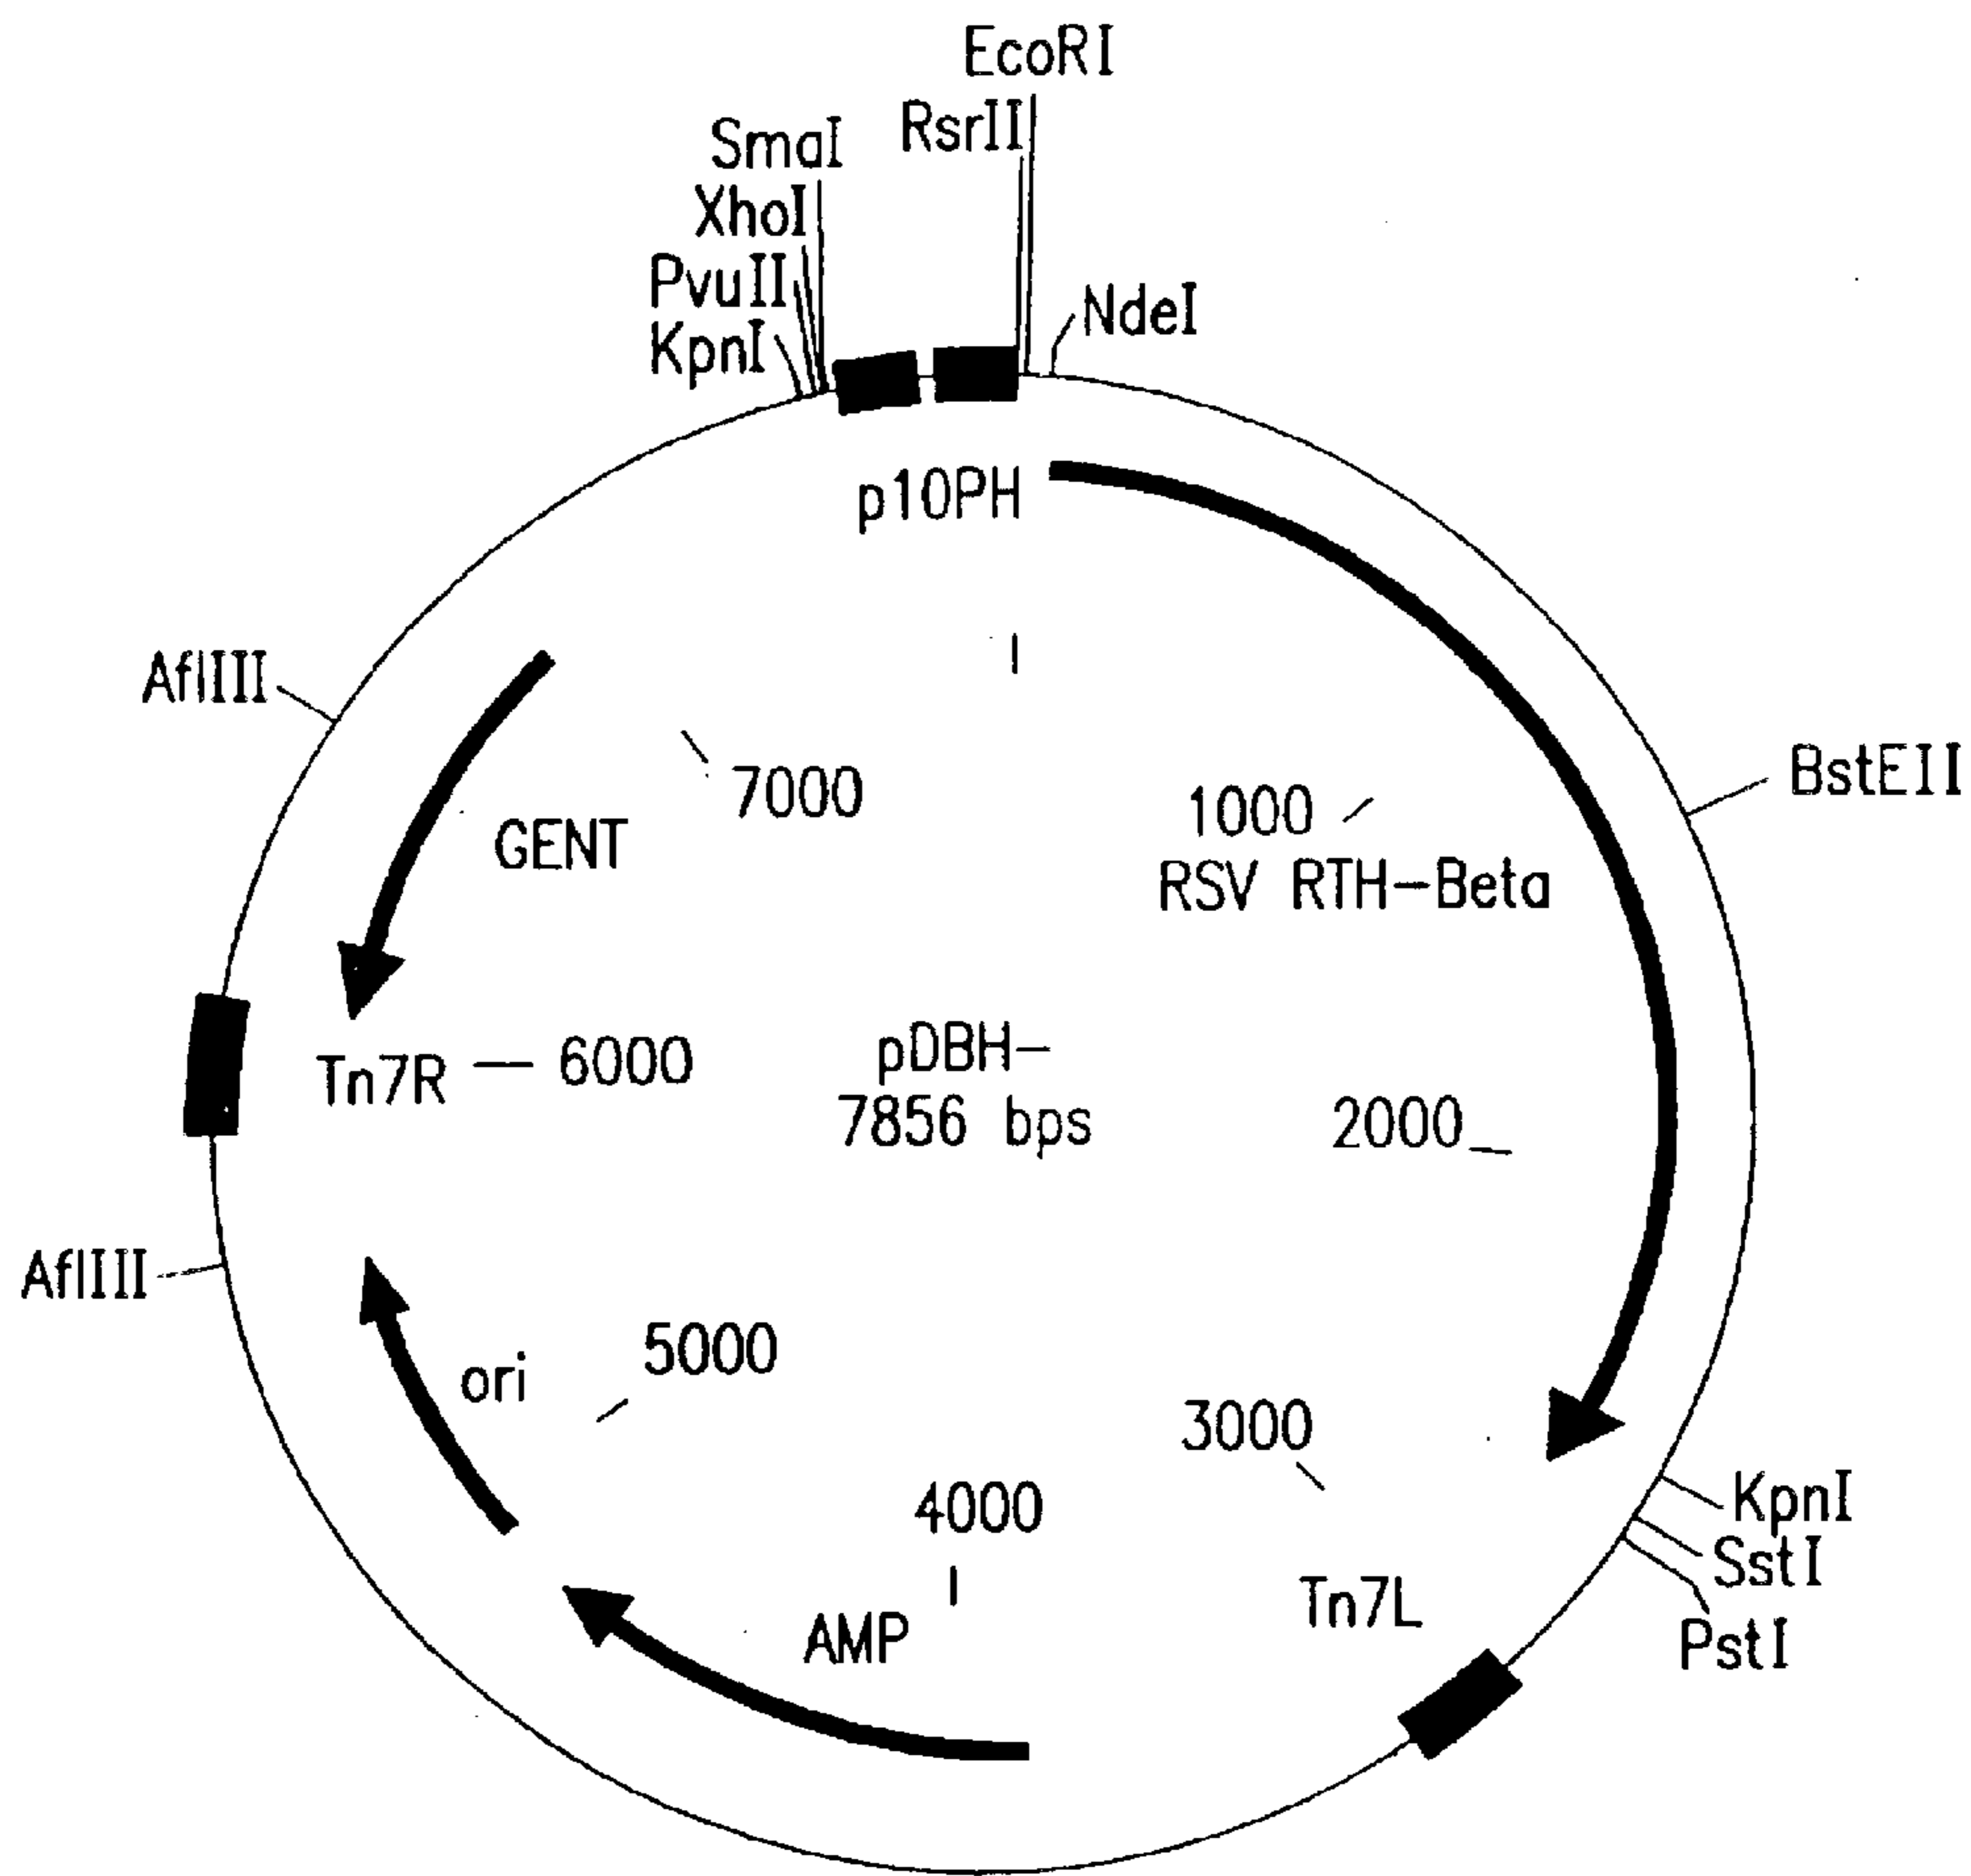 EcoRI
RsrII
SmaI
XhoI
PvuII
KpnI
NdeI
p10PH
AflIII
BstEII
7000
1000
GENT
RSV RTH-Beta
pDBH-
7856 bps
Tn7R
6000
2000
AflIII
5000
ori
3000
4000
KpnI
SstI
PstI
Tn7L
AMP